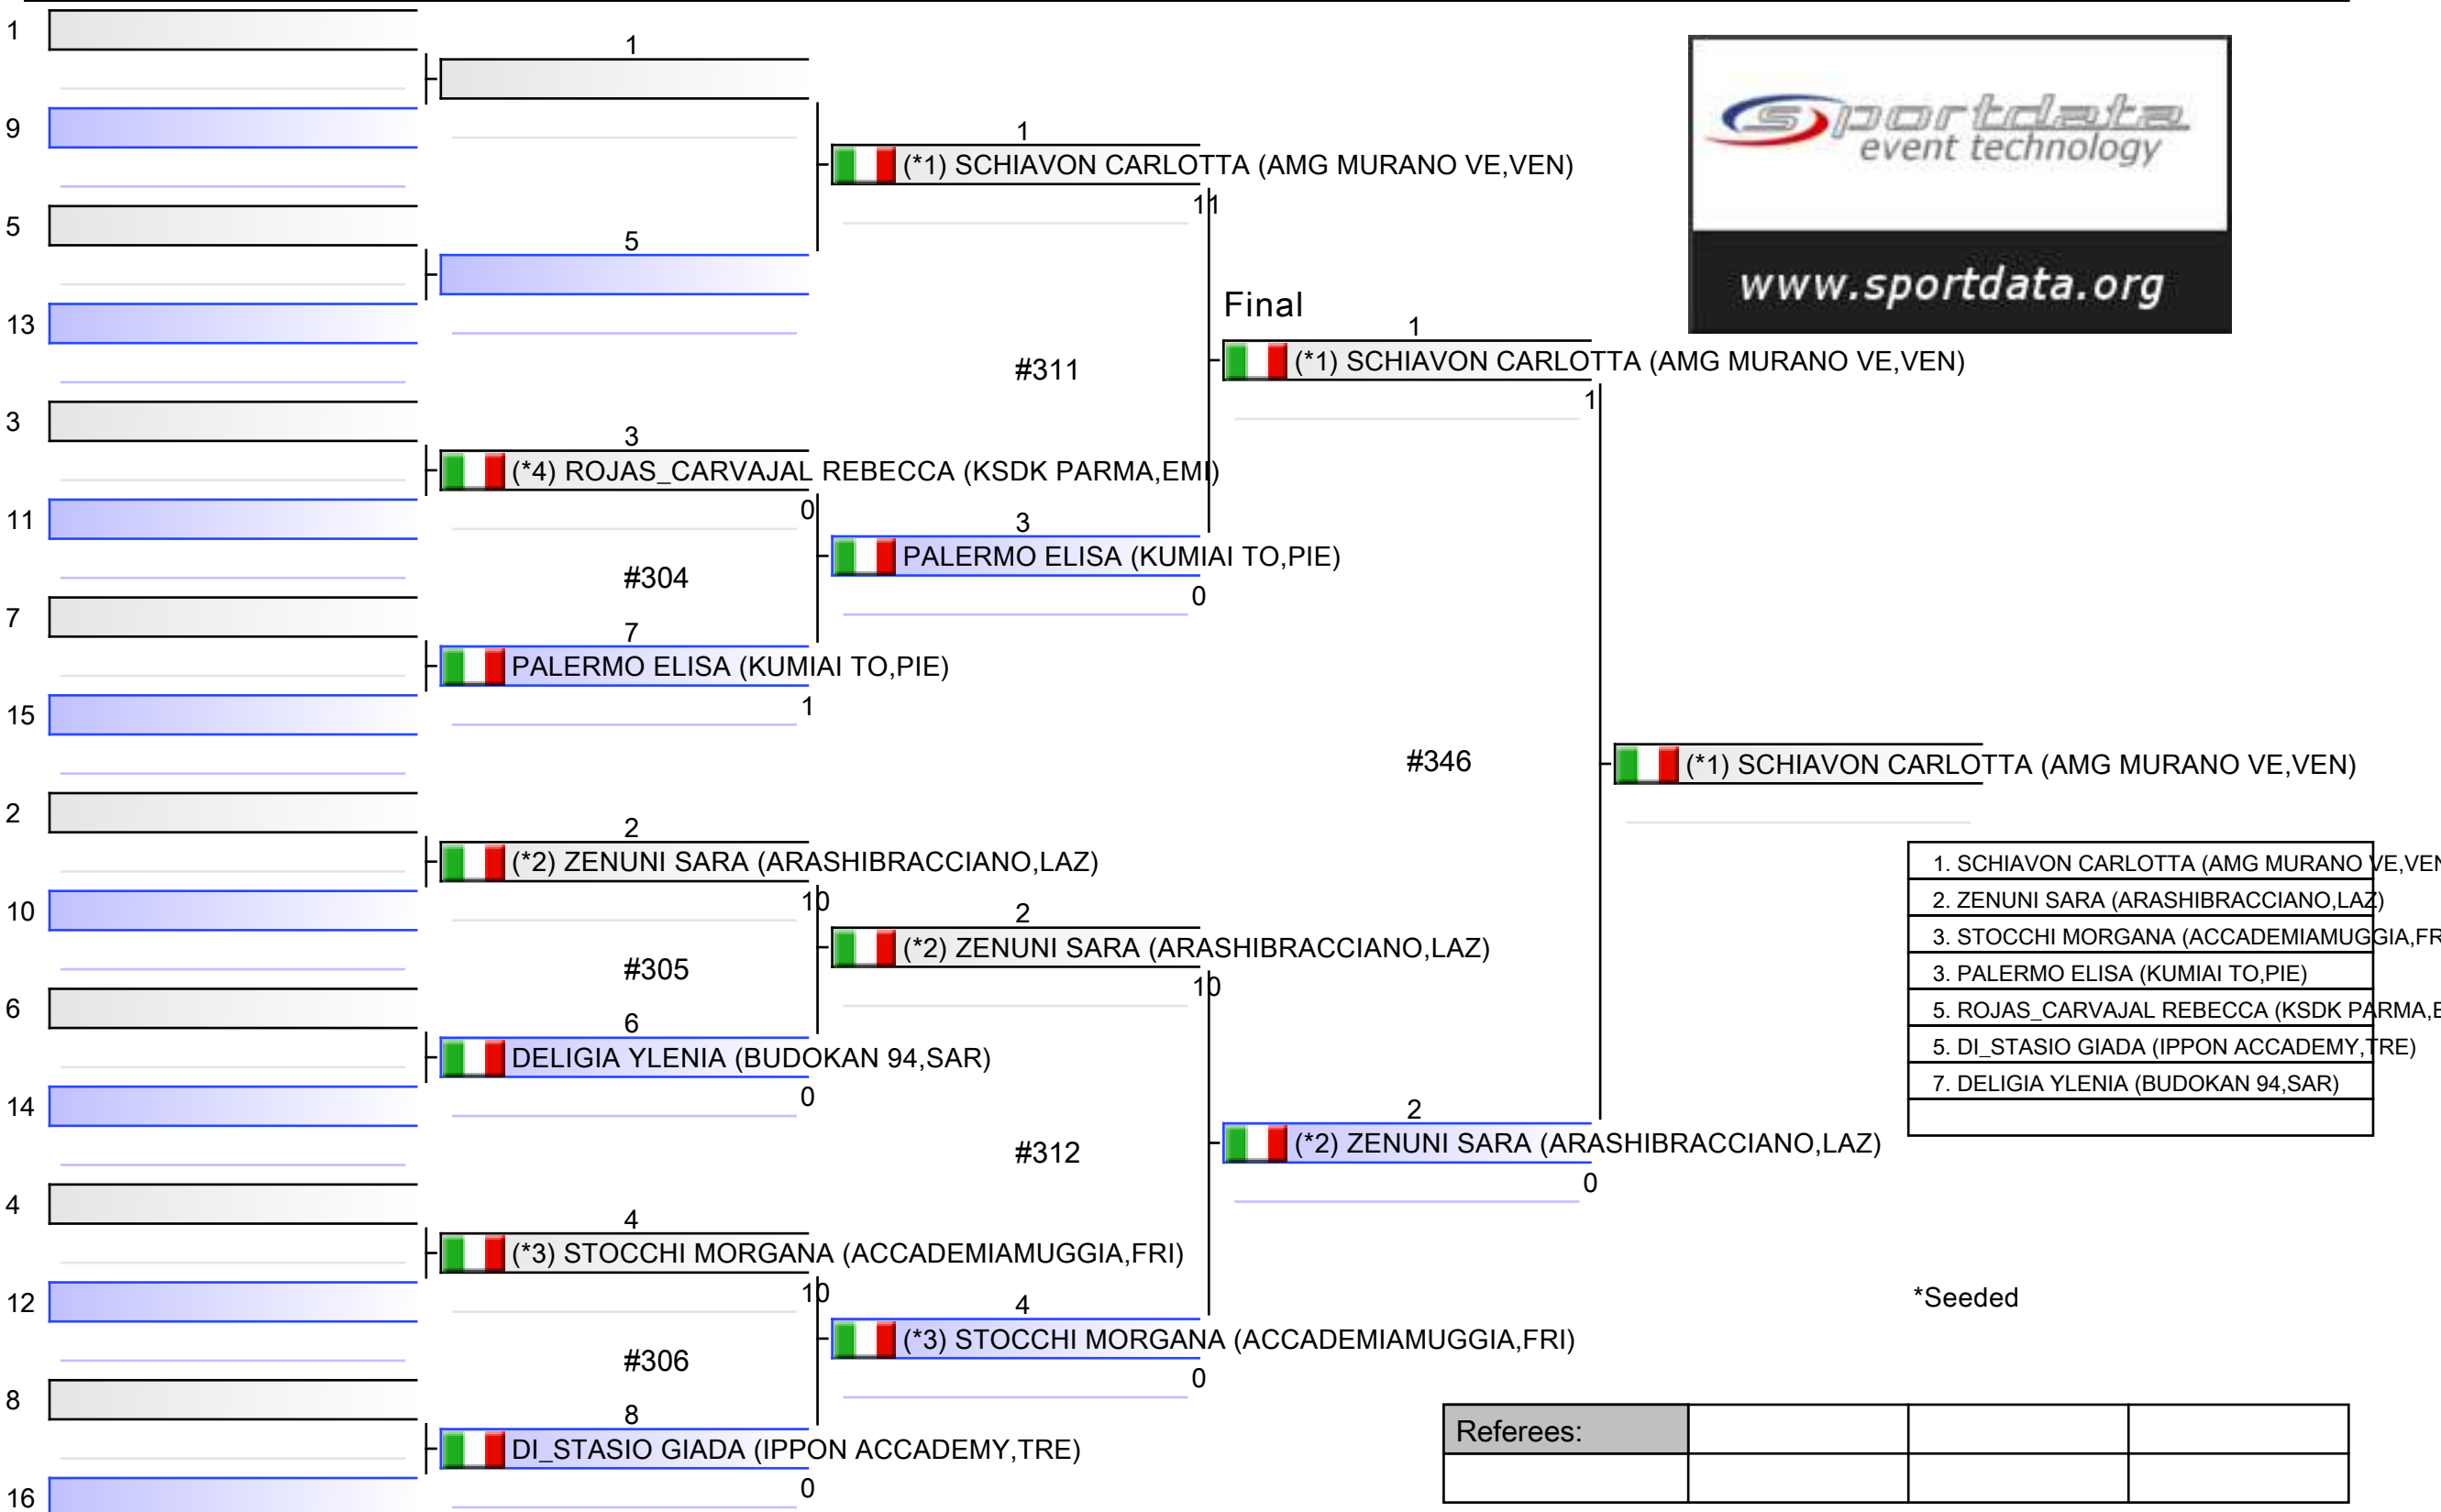 1
1
9
1
(*1) SCHIAVON CARLOTTA (AMG MURANO VE,VEN)
11
5
5
13
sportdata
event technology
www.sportdata.org
Final
1
(*1) SCHIAVON CARLOTTA (AMG MURANO VE,VEN)
1
#311
3
3
(*4) ROJAS_CARVAJAL REBECCA (KSDK PARMA,EMI)
0
11
3
PALERMO ELISA (KUMIAI TO,PIE)
0
#304
7
7
PALERMO ELISA (KUMIAI TO,PIE)
1
15
#346
(*1) SCHIAVON CARLOTTA (AMG MURANO VE,VEN)
2
2
(*2) ZENUNI SARA (ARASHIBRACCIANO,LAZ)
10
10
2
(*2) ZENUNI SARA (ARASHIBRACCIANO,LAZ)
10
#305
6
6
DELIGIA YLENIA (BUDOKAN 94,SAR)
0
14
#312
2
(*2) ZENUNI SARA (ARASHIBRACCIANO,LAZ)
0
1. SCHIAVON CARLOTTA (AMG MURANO VE,VEN
2. ZENUNI SARA (ARASHIBRACCIANO,LAZ)
3. STOCCHI MORGANA (ACCADEMIAMUGGIA,FR
3. PALERMO ELISA (KUMIAI TO,PIE)
5. ROJAS_CARVAJAL REBECCA (KSDK PARMA,E
5. DI_STASIO GIADA (IPPON ACCADEMY,TRE)
7. DELIGIA YLENIA (BUDOKAN 94,SAR)
4
4
(*3) STOCCHI MORGANA (ACCADEMIAMUGGIA,FRI)
10
12
4
(*3) STOCCHI MORGANA (ACCADEMIAMUGGIA,FRI)
0
*Seeded
#306
8
8
DI_STASIO GIADA (IPPON ACCADEMY,TRE)
0
16
Referees: